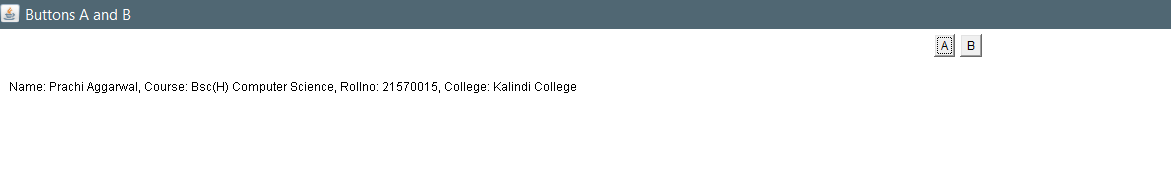 Buttons A and B
A B
Name: Prachi Aggarwal, Course: Bsc(H) Computer Science, Rollno: 21570015, College: Kalindi College